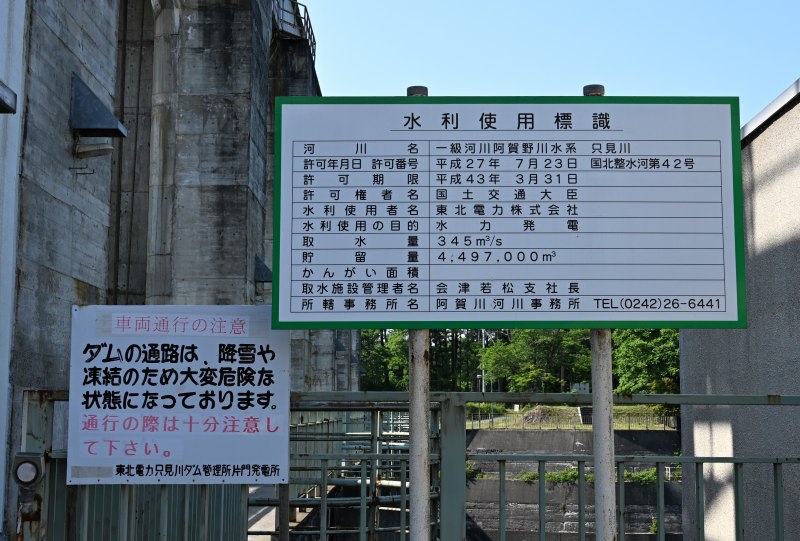 水利使用標識
河川名 一級河川阿賀野川水系 只見川
許可年月日 許可番号 平成27年 7月23日 国北整水河第42号
許可期限 平成43年 3月31日
許可権者名 国土交通大臣
水利使用者名 東北電力株式会社
水利使用の目的 水力発電
取水量 345m³/s
貯留量 4,497,000m³
かんがい面積
取水施設管理者名 会津若松支社長
所轄事務所名 阿賀川河川事務所 TEL(0242)26-6441
車両通行の注意
ダムの通路は、降雪や
凍結のため大変危険な
状態になっております。
通行の際は十分注意し
て下さい。
東北電力只見川ダム管理所片門発電所